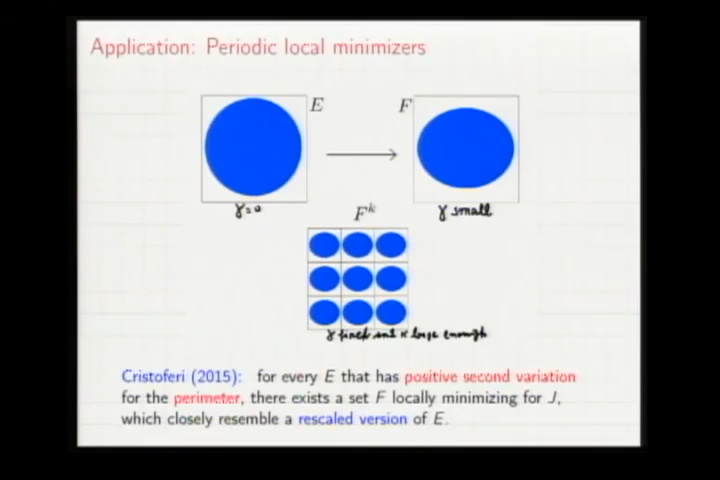 Application: Periodic local minimizers
E
F
γ=0
γ small
F^k
γ fixed and k large enough
Cristoferi (2015): for every E that has positive second variation
for the perimeter, there exists a set F locally minimizing for J,
which closely resemble a rescaled version of E.